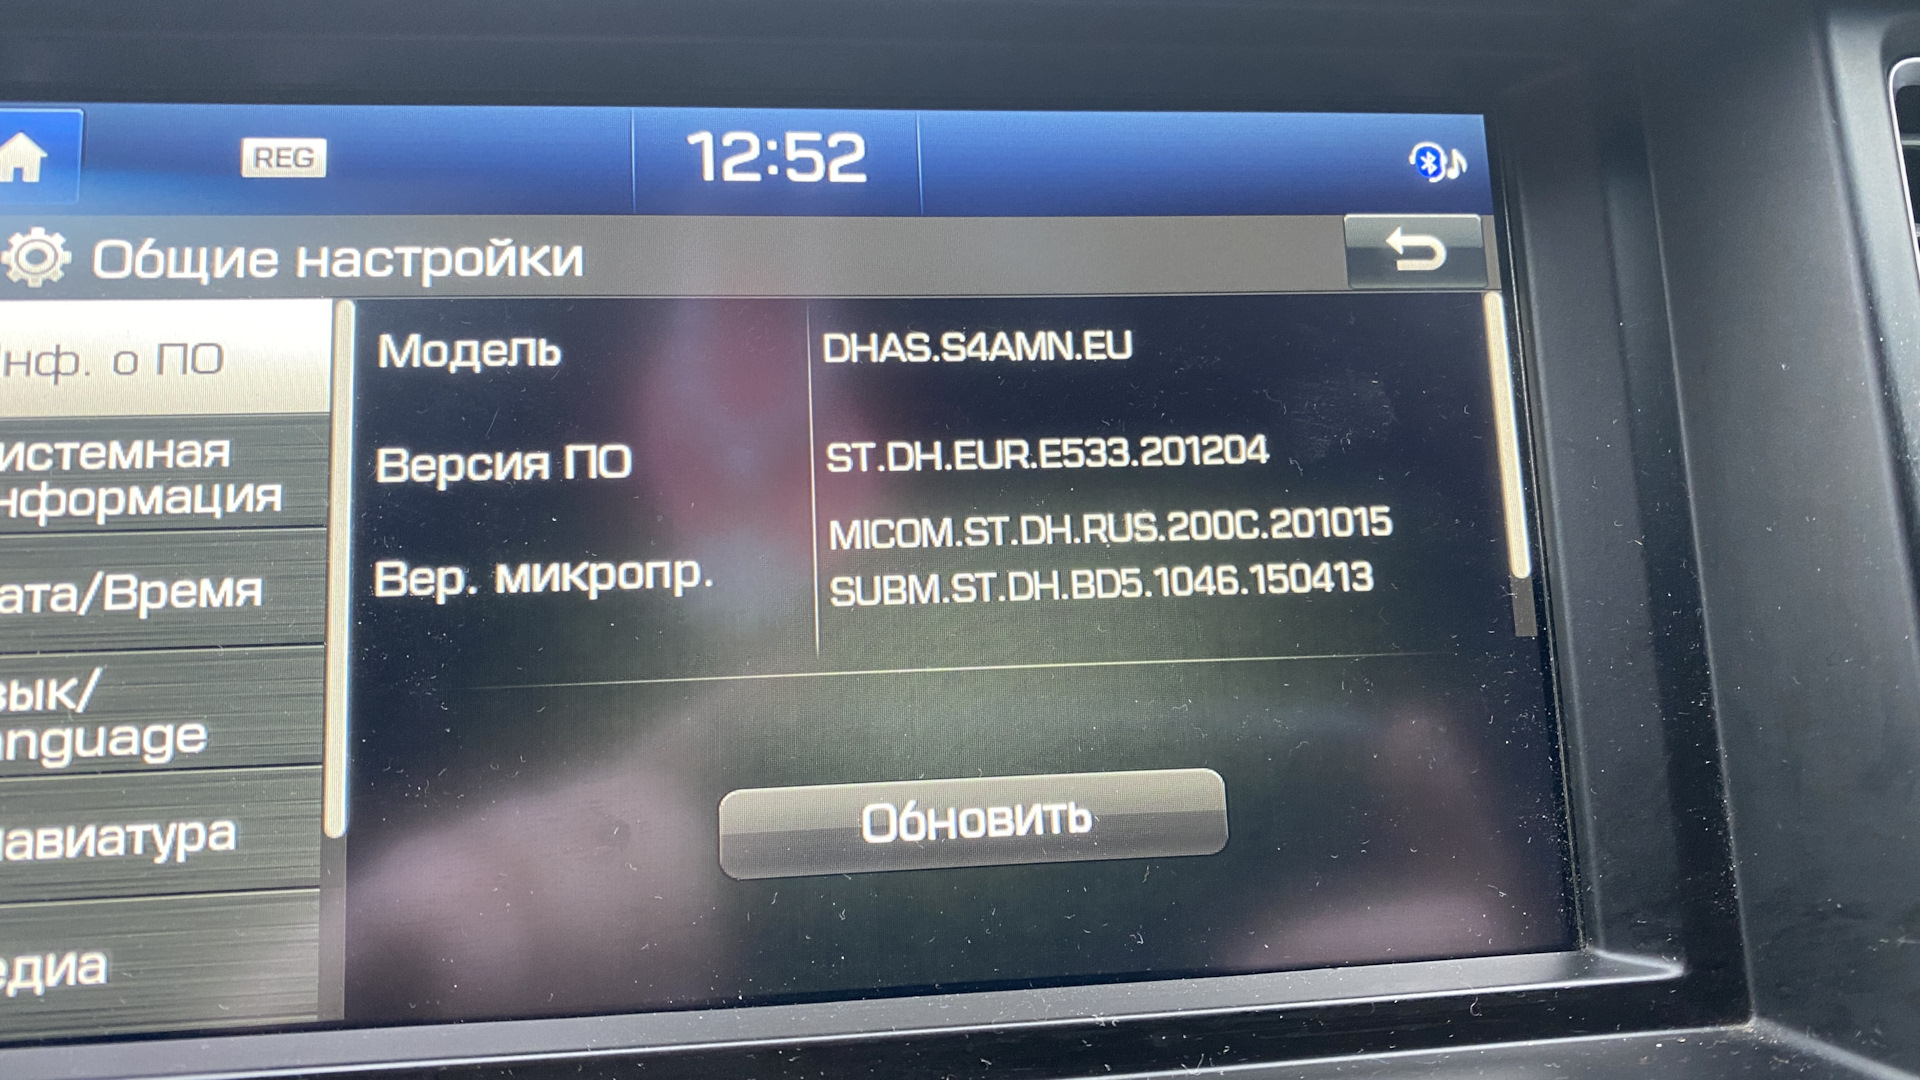 REG
12:52
Общие настройки
нф. о ПО
Модель
DHAS.S4AMN.EU
Версия ПО
ST.DH.EUR.E533.201204
Вер. микропр.
MICOM.ST.DH.RUS.200C.201015
SUBM.ST.DH.BD5.1046.150413
истемная
нформация
ата/Время
зык/
anguage
лавиатура
едиа
Обновить